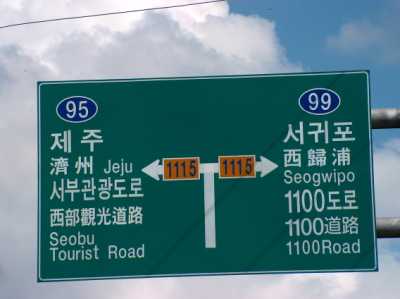 95
제주
濟州 Jeju
서부관광도로
西部觀光道路
Seobu
Tourist Road
1115
1115
99
서귀포
西歸浦
Seogwipo
1100도로
1100道路
1100Road